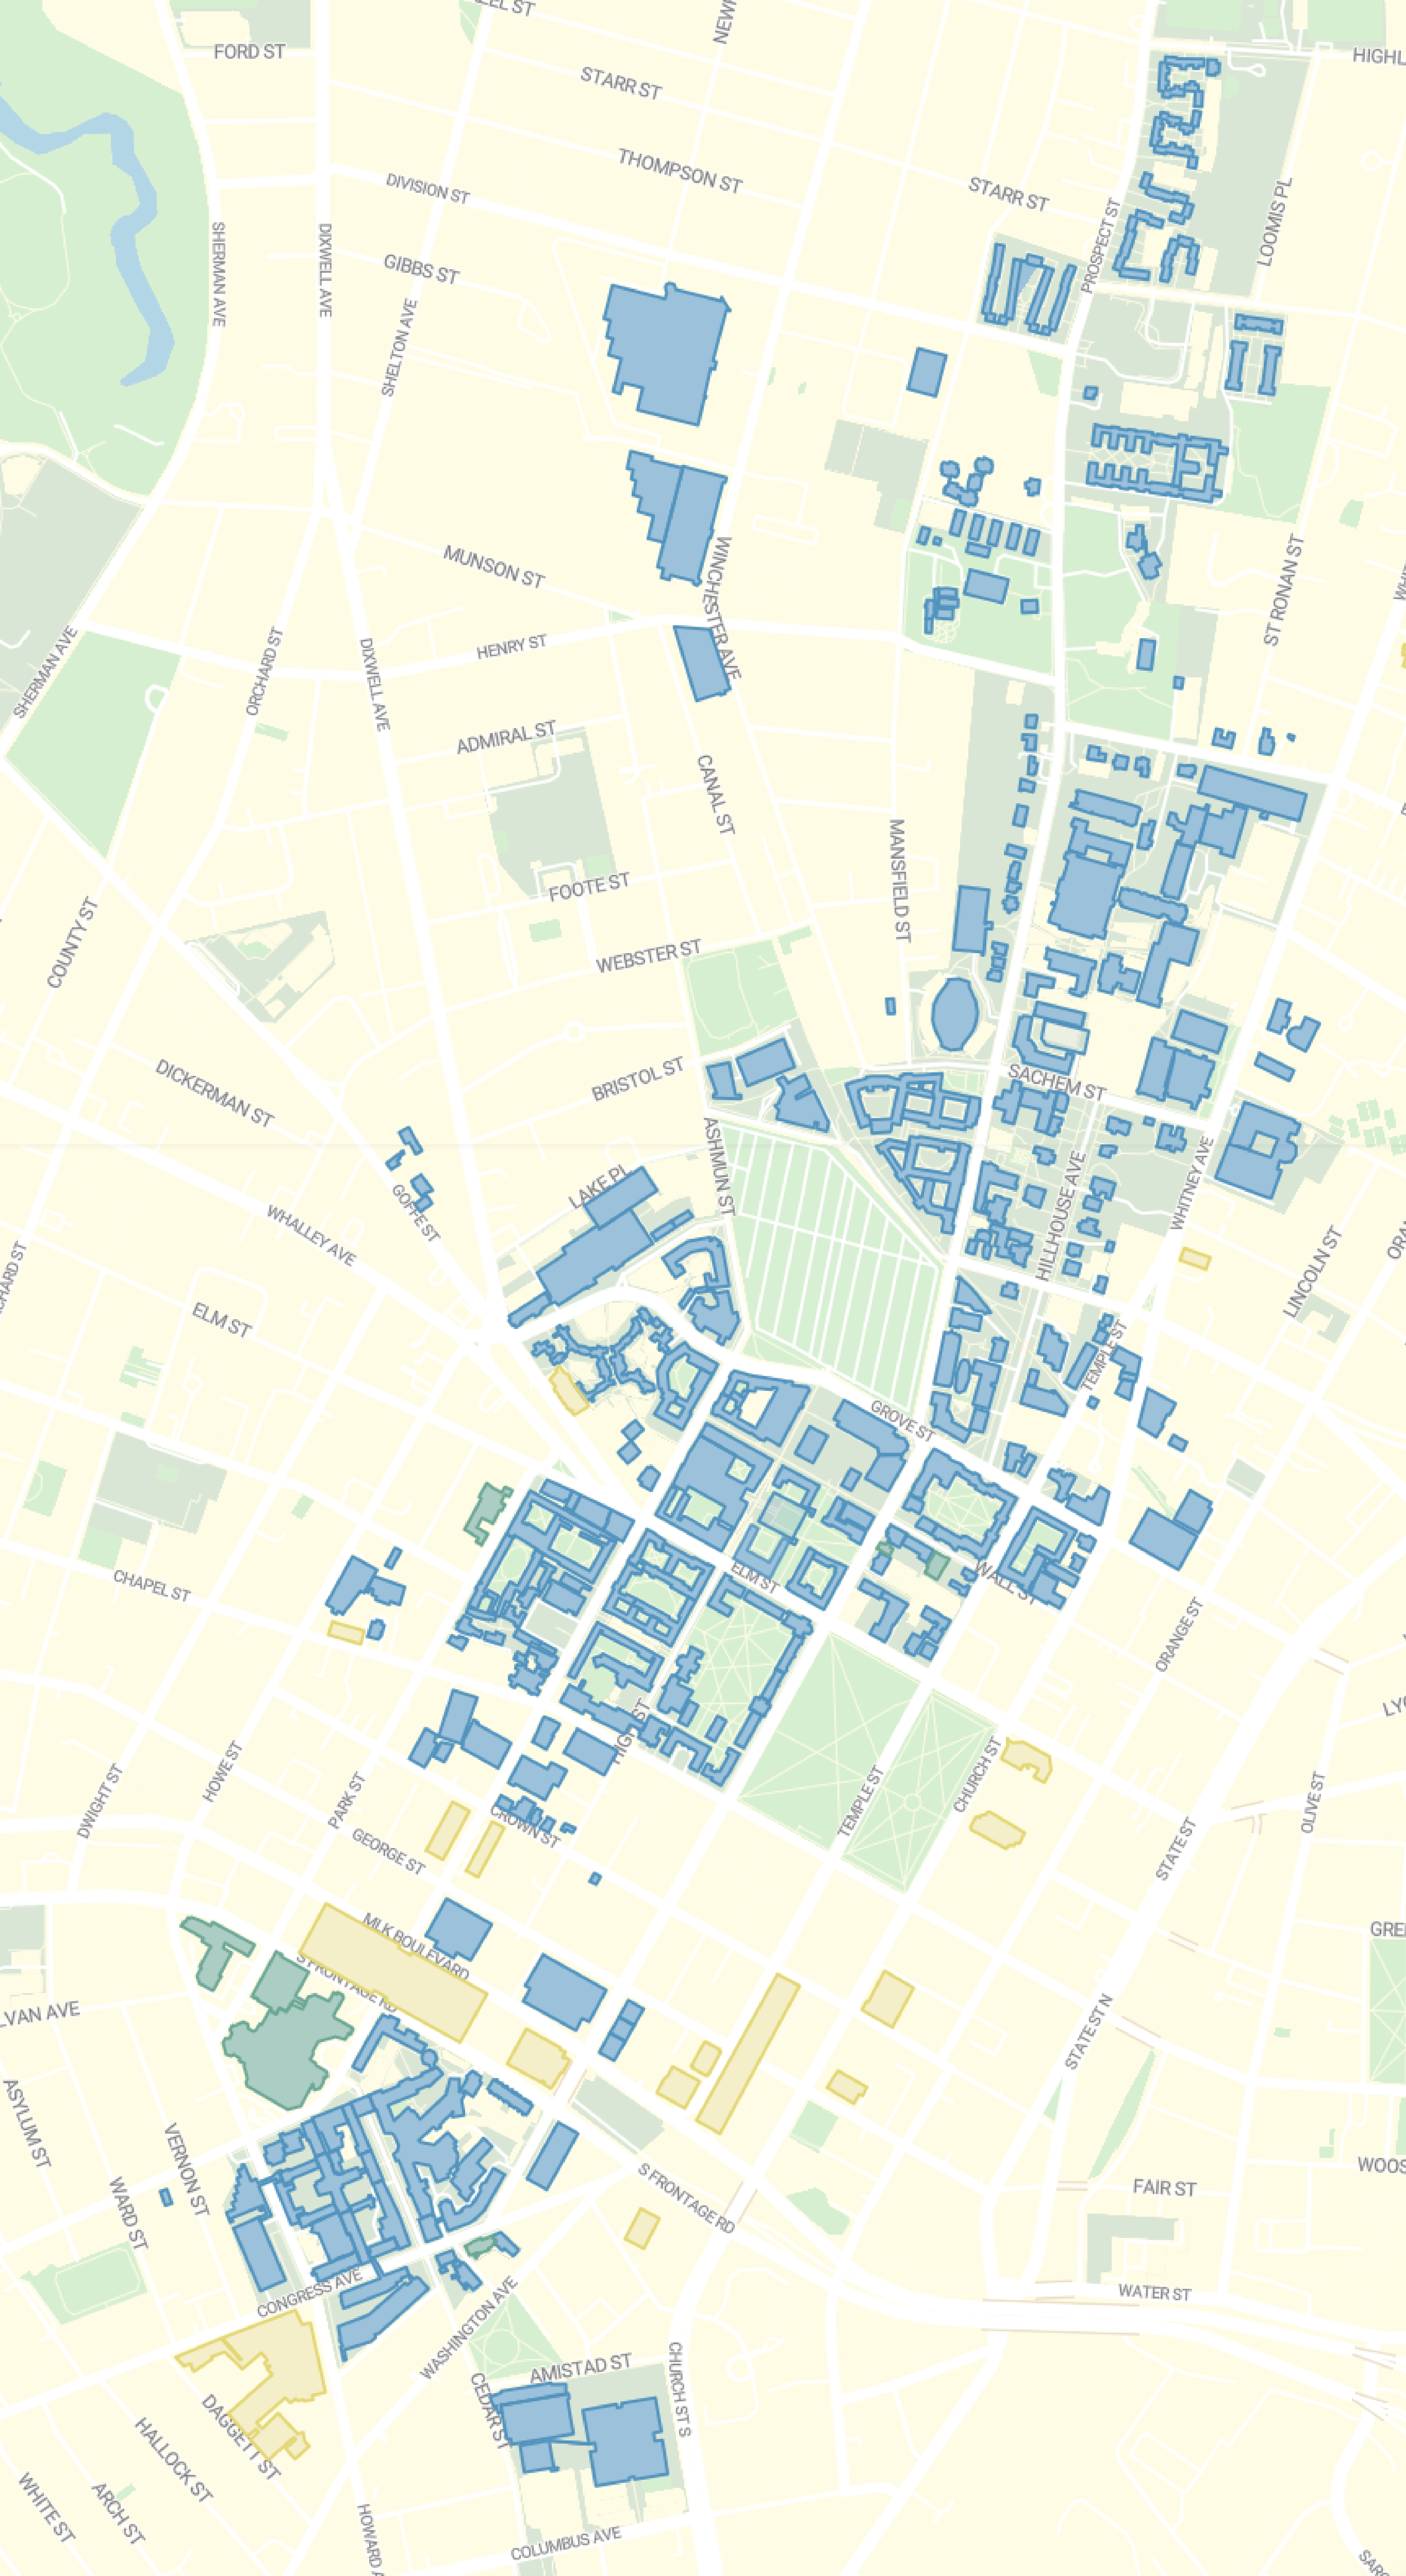 FORD ST
HIGHL
STARR ST
THOMPSON ST
DIVISION ST
STARR ST
SHERMAN AVE
DIXWELL AVE
GIBBS ST
PROSPECT ST
LOOMIS PL
SHELTON AVE
MUNSON ST
WINCHESTER AVE
ST RONAN ST
SHERMAN AVE
ORCHARD ST
DIXWELL AVE
HENRY ST
ADMIRAL ST
CANAL ST
MANSFIELD ST
FOOTE ST
COUNTY ST
WEBSTER ST
DICKERMAN ST
BRISTOL ST
SACHEM ST
ASHMUN ST
LAKE PL
GOFFE ST
HILLHOUSE AVE
WHITNEY AVE
WHALLEY AVE
LINCOLN ST
ELM ST
TEMPLE ST
GROVE ST
CHAPEL ST
ELM ST
WALL ST
ORANGE ST
HIGH ST
DWIGHT ST
HOWE ST
PARK ST
CROWN ST
GEORGE ST
TEMPLE ST
CHURCH ST
STATE ST
OLIVE ST
MLK BOULEVARD
S FRONTAGE RD
GRE
LVAN AVE
STATE ST N
ASYLUM ST
VERNON ST
WARD ST
S FRONTAGE RD
FAIR ST
WOOS
CONGRESS AVE
WASHINGTON AVE
WATER ST
AMISTAD ST
CEDAR ST
CHURCH ST S
DAGGETT ST
HALLOCK ST
ARCH ST
WHITE ST
HOWARD A
COLUMBUS AVE